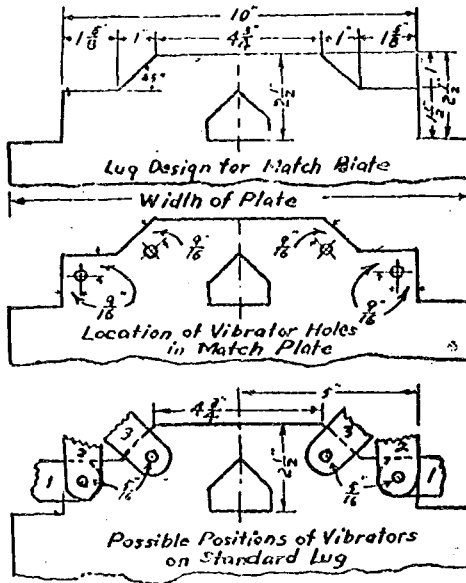 10"
1 5/8" 1" 4 3/4" 1" 1 5/8"
45°
2 1/2" 1 1/2" 1" 2 1/2"
Lug Design for Match Plate
Width of Plate
9/16" 9/16"
9/16" 9/16"
Location of Vibrator Holes
in Match Plate
5"
4 3/4"
3 3
1 2 2 1
5/16" 2 1/2" 5/16"
Possible Positions of Vibrators
on Standard Lug